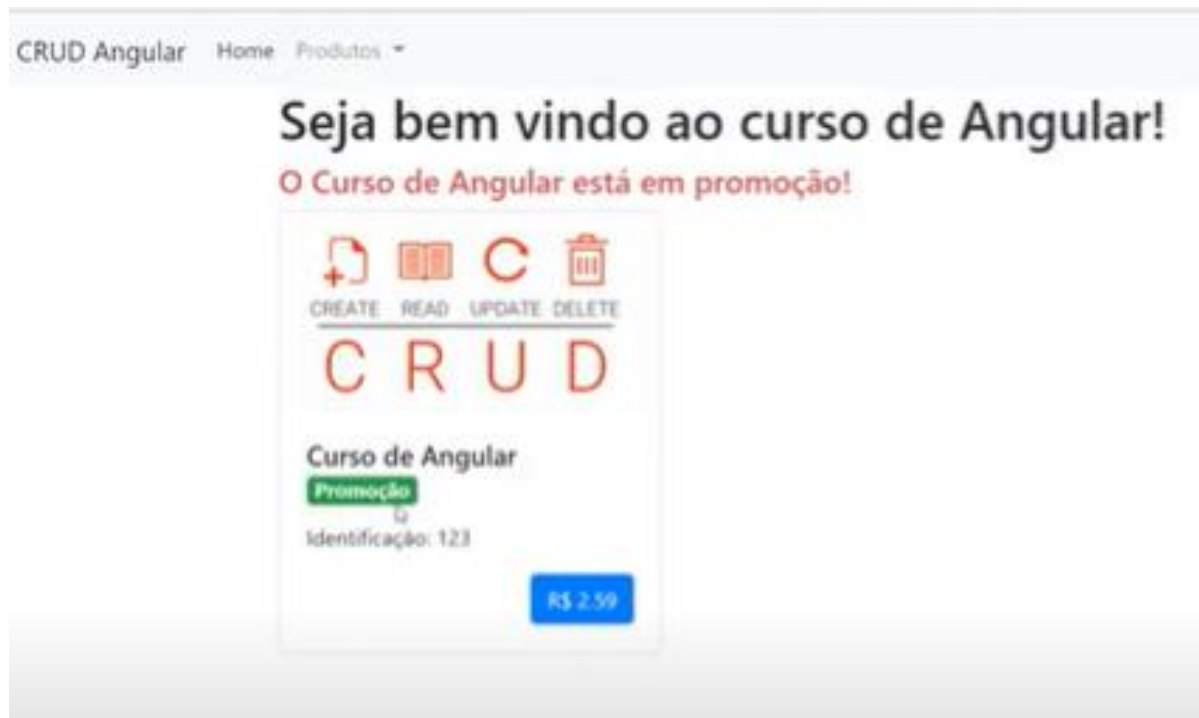 CRUD Angular Home Produtos
Seja bem vindo ao curso de Angular!
O Curso de Angular está em promoção!
CREATE READ UPDATE DELETE
C R U D
Curso de Angular
Promoção
Identificação: 123
R$ 2.59